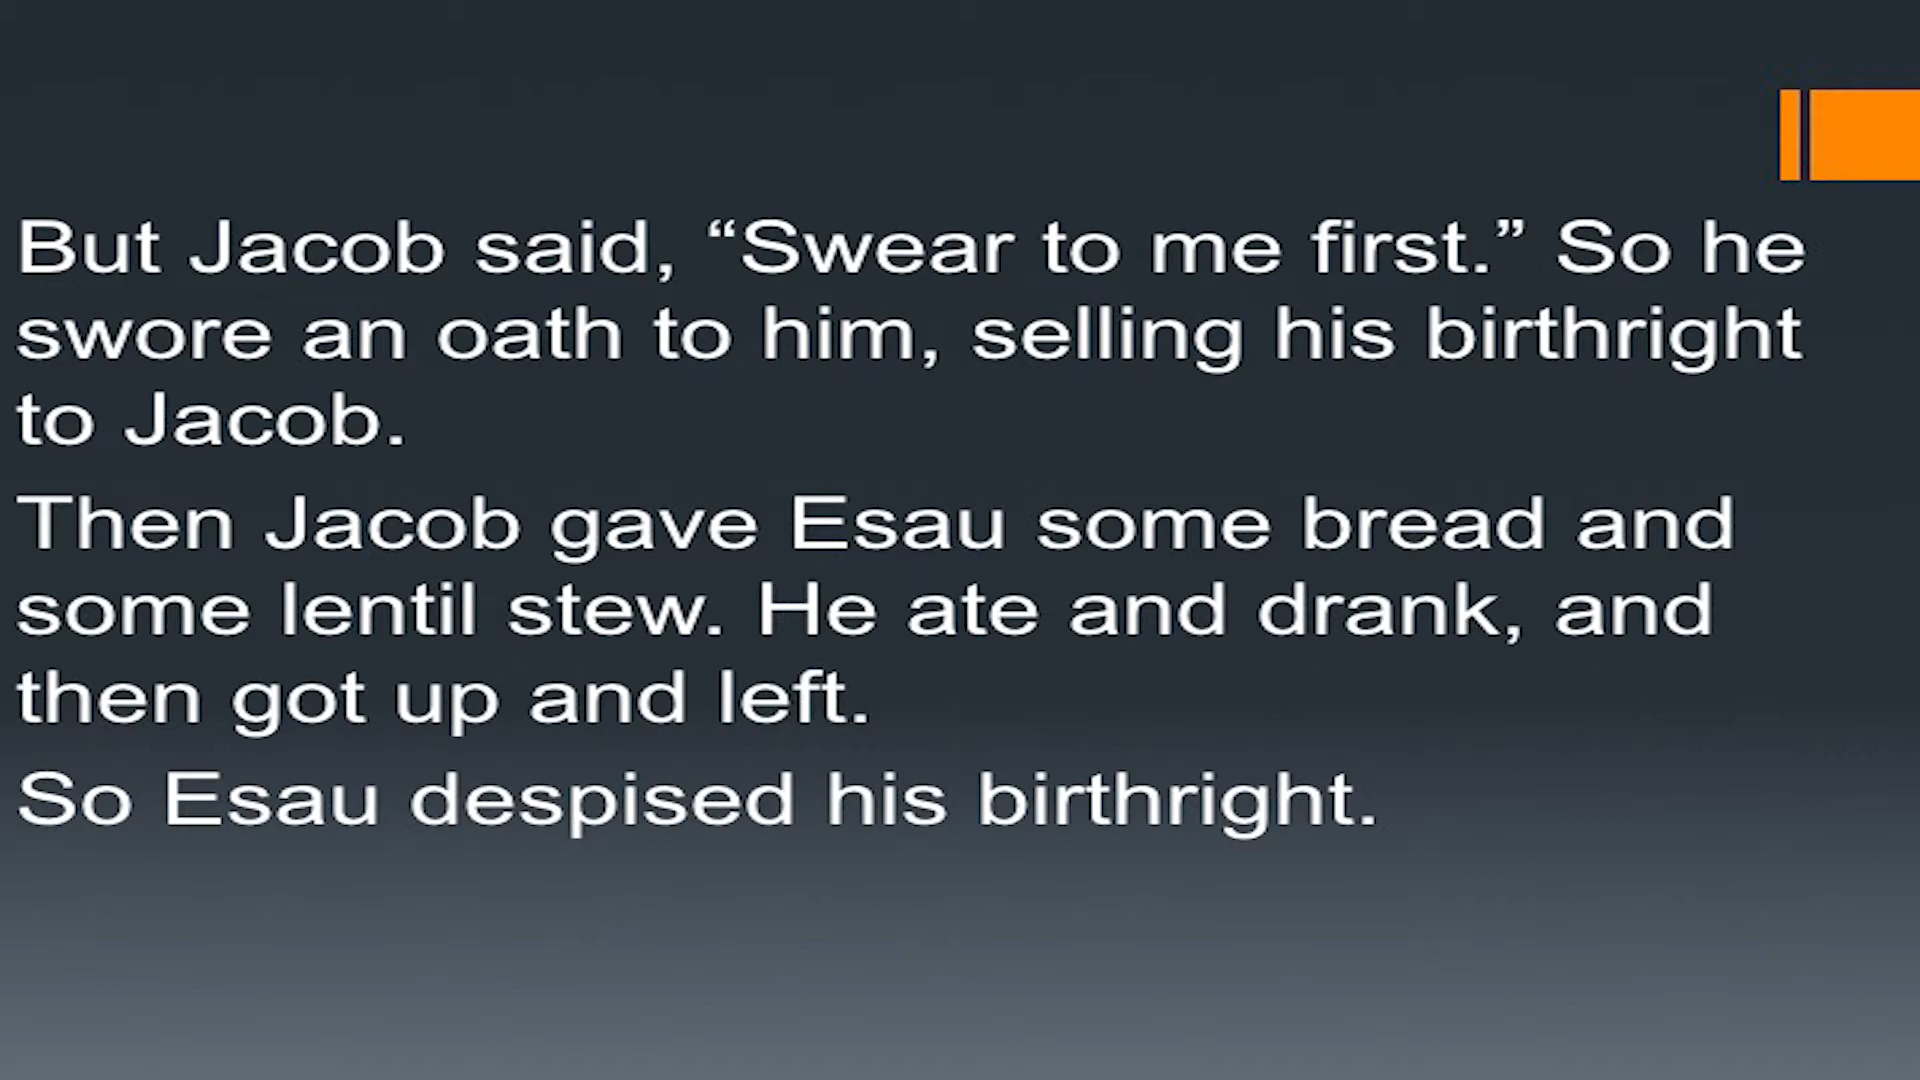 But Jacob said, “Swear to me first.” So he
swore an oath to him, selling his birthright
to Jacob.
Then Jacob gave Esau some bread and
some lentil stew. He ate and drank, and
then got up and left.
So Esau despised his birthright.